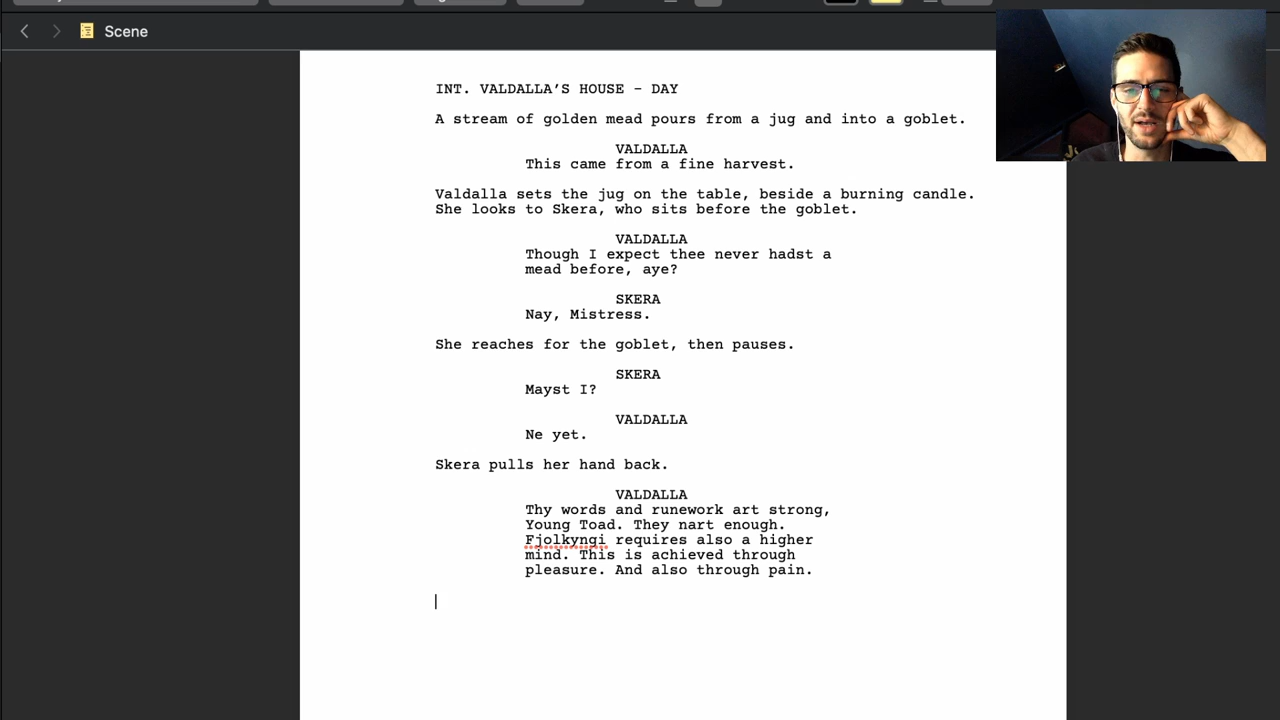 Scene
INT. VALDALLA'S HOUSE - DAY
A stream of golden mead pours from a jug and into a goblet.
VALDALLA
This came from a fine harvest.
Valdalla sets the jug on the table, beside a burning candle.
She looks to Skera, who sits before the goblet.
VALDALLA
Though I expect thee never hadst a
mead before, aye?
SKERA
Nay, Mistress.
She reaches for the goblet, then pauses.
SKERA
Mayst I?
VALDALLA
Ne yet.
Skera pulls her hand back.
VALDALLA
Thy words and runework art strong,
Young Toad. They nart enough.
Fjolkyngi requires also a higher
mind. This is achieved through
pleasure. And also through pain.